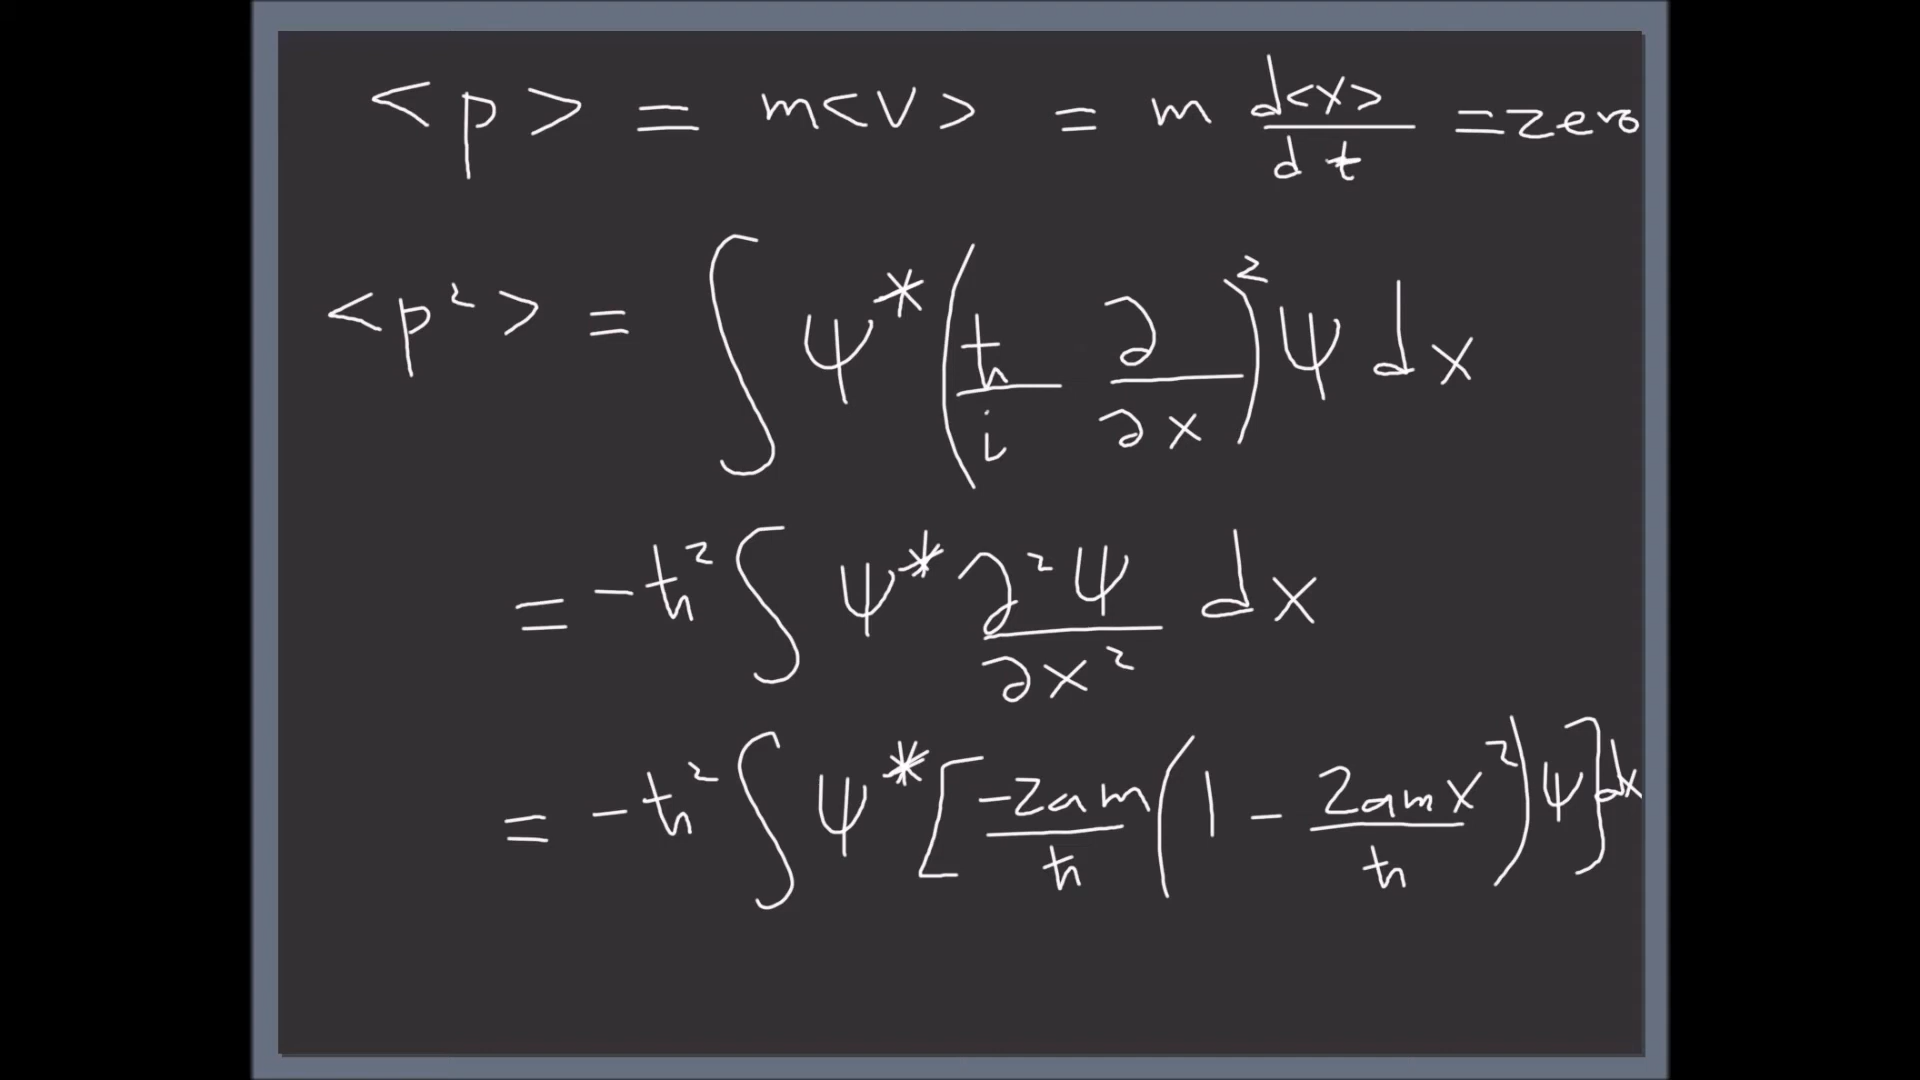 <p> = m<v> = m d<x>/dt = zero
<p²> = ∫ ψ* (ħ/i ∂/∂x)² ψ dx
= -ħ² ∫ ψ* ∂²ψ/∂x² dx
= -ħ² ∫ ψ* [-2am/ħ (1 - 2amx²/ħ) ψ] dx